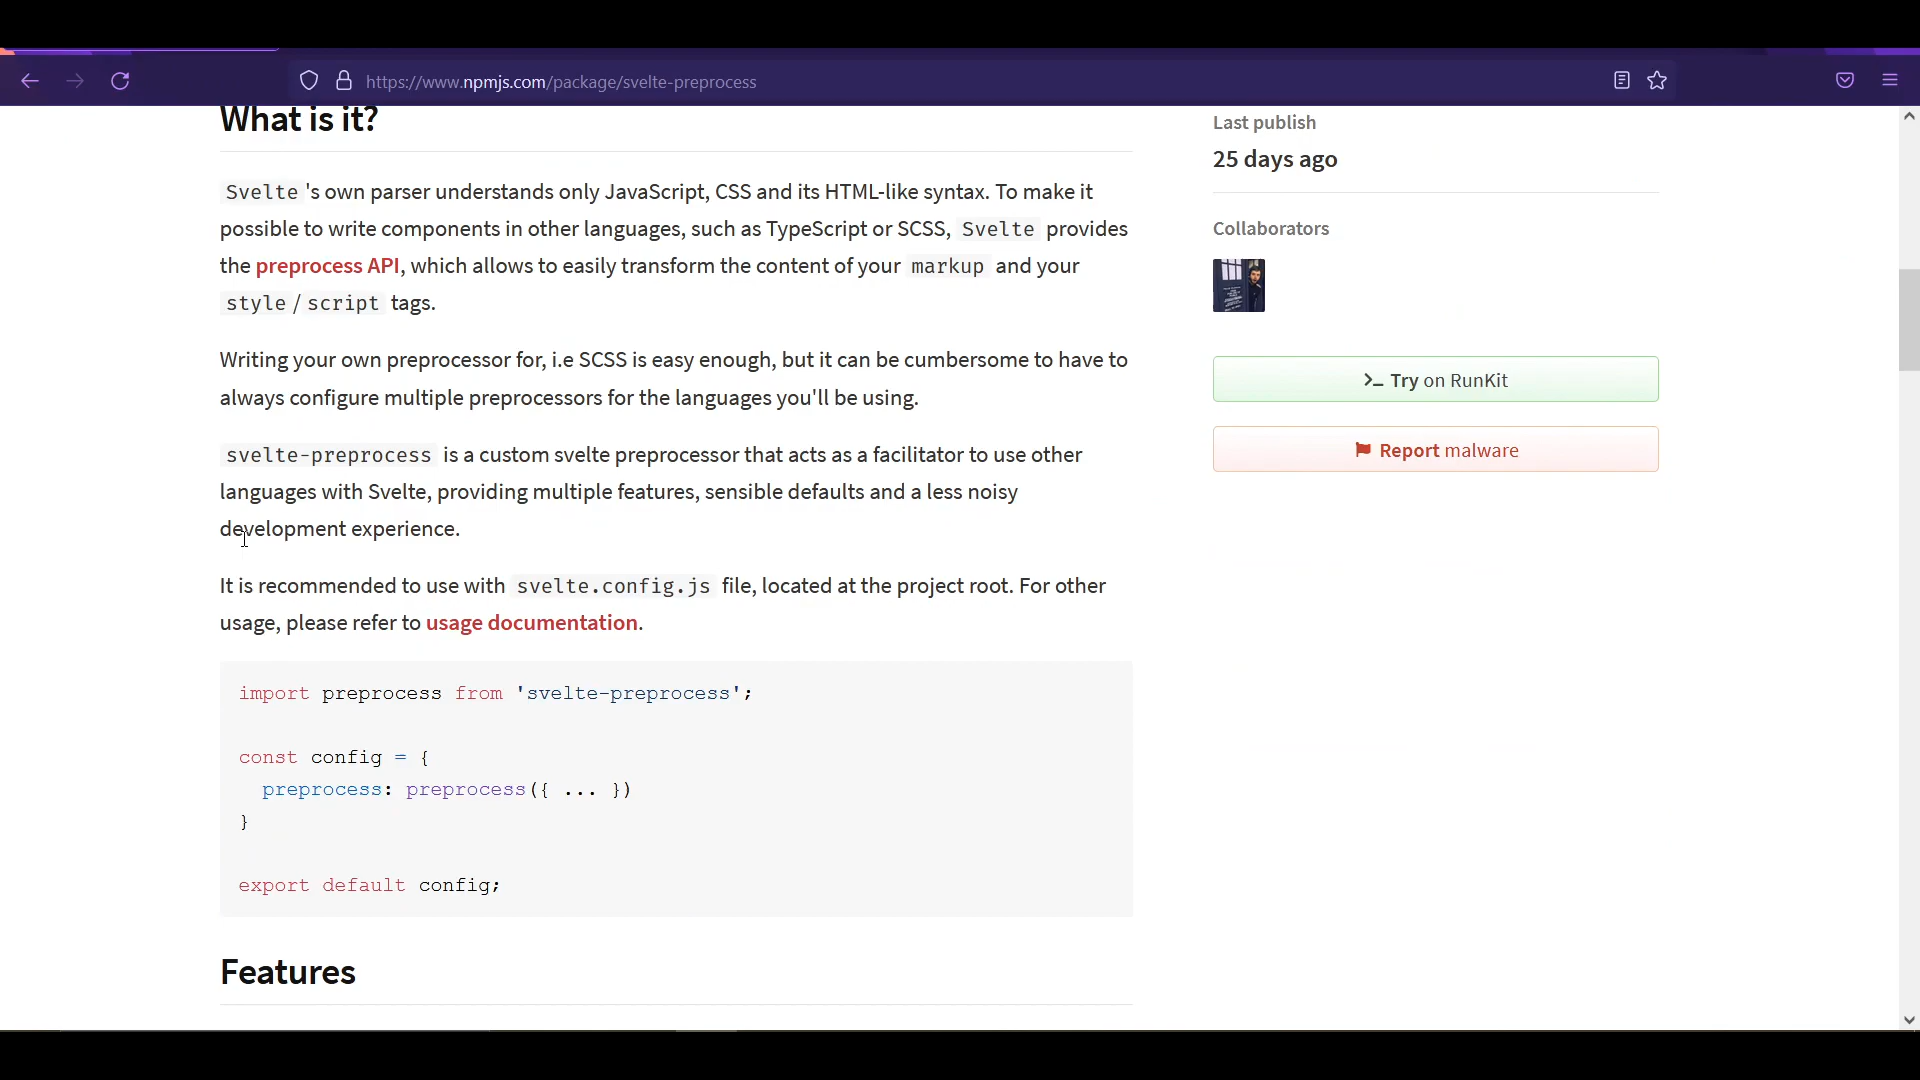 https://www.npmjs.com/package/svelte-preprocess
What is it?
Svelte 's own parser understands only JavaScript, CSS and its HTML-like syntax. To make it
possible to write components in other languages, such as TypeScript or SCSS, Svelte provides
the preprocess API, which allows to easily transform the content of your markup and your
style / script tags.
Writing your own preprocessor for, i.e SCSS is easy enough, but it can be cumbersome to have to
always configure multiple preprocessors for the languages you'll be using.
svelte-preprocess is a custom svelte preprocessor that acts as a facilitator to use other
languages with Svelte, providing multiple features, sensible defaults and a less noisy
development experience.
It is recommended to use with svelte.config.js file, located at the project root. For other
usage, please refer to usage documentation.
import preprocess from 'svelte-preprocess';
const config = {
preprocess: preprocess({ ... })
}
export default config;
Features
Last publish
25 days ago
Collaborators
>_ Try on RunKit
Report malware